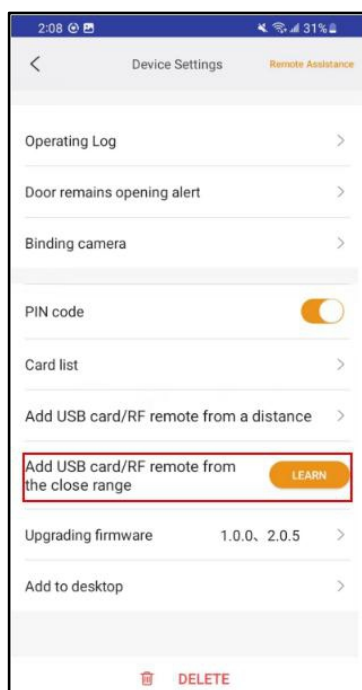 2:08 31%
Device Settings Remote Assistance
Operating Log
Door remains opening alert
Binding camera
PIN code
Card list
Add USB card/RF remote from a distance
Add USB card/RF remote from
the close range LEARN
Upgrading firmware 1.0.0、2.0.5
Add to desktop
DELETE